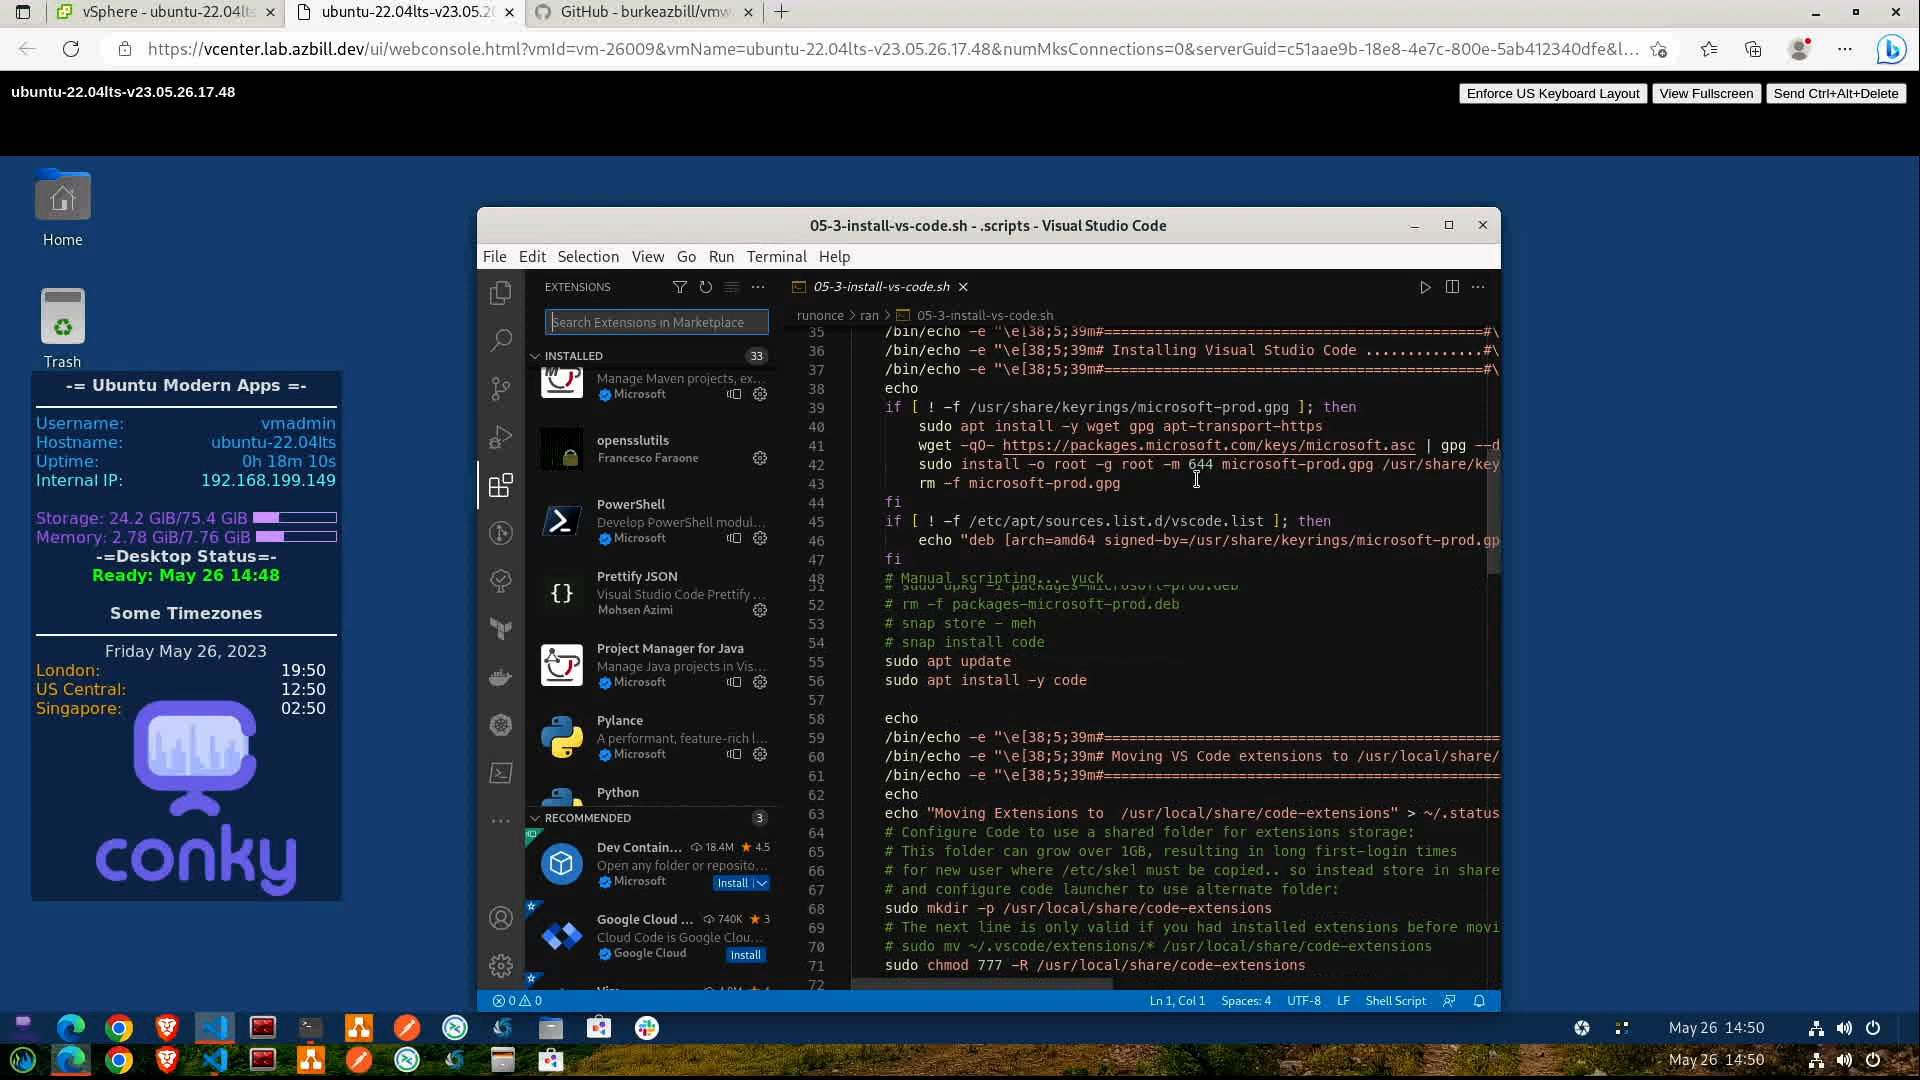 vSphere - ubuntu-22.04lts
ubuntu-22.04lts-v23.05.2
GitHub - burkeazbill/vmw
https://vcenter.lab.azbill.dev/ui/webconsole.html?vmId=vm-26009&vmName=ubuntu-22.04lts-v23.05.26.17.48&numMksConnections=0&serverGuid=c51aae9b-18e8-4e7c-800e-5ab412340dfe&l...
ubuntu-22.04lts-v23.05.26.17.48
Enforce US Keyboard Layout
View Fullscreen
Send Ctrl+Alt+Delete
Home
Trash
-= Ubuntu Modern Apps =-
Username: vmadmin
Hostname: ubuntu-22.04lts
Uptime: 0h 18m 10s
Internal IP: 192.168.199.149
Storage: 24.2 GiB/75.4 GiB
Memory: 2.78 GiB/7.76 GiB
-=Desktop Status=-
Ready: May 26 14:48
Some Timezones
Friday May 26, 2023
London: 19:50
US Central: 12:50
Singapore: 02:50
conky
05-3-install-vs-code.sh - .scripts - Visual Studio Code
File Edit Selection View Go Run Terminal Help
EXTENSIONS
Search Extensions in Marketplace
INSTALLED 33
Manage Maven projects, ex...
Microsoft
opensslutils
Francesco Faraone
PowerShell
Develop PowerShell modul...
Microsoft
Prettify JSON
Visual Studio Code Prettify ...
Mohsen Azimi
Project Manager for Java
Manage Java projects in Vis...
Microsoft
Pylance
A performant, feature-rich l...
Microsoft
Python
RECOMMENDED 3
Dev Contain... 18.4M 4.5
Open any folder or reposito...
Microsoft Install
Google Cloud ... 740K 3
Cloud Code is Google Clou...
Google Cloud Install
05-3-install-vs-code.sh
runonce > ran > 05-3-install-vs-code.sh
35 /bin/echo -e "\e[38;5;39m#=============================================#\
36 /bin/echo -e "\e[38;5;39m# Installing Visual Studio Code ..............#\
37 /bin/echo -e "\e[38;5;39m#=============================================#\
38 echo
39 if [ ! -f /usr/share/keyrings/microsoft-prod.gpg ]; then
40 sudo apt install -y wget gpg apt-transport-https
41 wget -qO- https://packages.microsoft.com/keys/microsoft.asc | gpg --d
42 sudo install -o root -g root -m 644 microsoft-prod.gpg /usr/share/key
43 rm -f microsoft-prod.gpg
44 fi
45 if [ ! -f /etc/apt/sources.list.d/vscode.list ]; then
46 echo "deb [arch=amd64 signed-by=/usr/share/keyrings/microsoft-prod.gp
47 fi
48 # Manual scripting... yuck
51 # sudo dpkg -i packages-microsoft-prod.deb
52 # rm -f packages-microsoft-prod.deb
53 # snap store - meh
54 # snap install code
55 sudo apt update
56 sudo apt install -y code
57
58 echo
59 /bin/echo -e "\e[38;5;39m#===============================================
60 /bin/echo -e "\e[38;5;39m# Moving VS Code extensions to /usr/local/share/
61 /bin/echo -e "\e[38;5;39m#===============================================
62 echo
63 echo "Moving Extensions to  /usr/local/share/code-extensions" > ~/.status
64 # Configure Code to use a shared folder for extensions storage:
65 # This folder can grow over 1GB, resulting in long first-login times
66 # for new user where /etc/skel must be copied.. so instead store in share
67 # and configure code launcher to use alternate folder:
68 sudo mkdir -p /usr/local/share/code-extensions
69 # The next line is only valid if you had installed extensions before movi
70 # sudo mv ~/.vscode/extensions/* /usr/local/share/code-extensions
71 sudo chmod 777 -R /usr/local/share/code-extensions
72
0 0
Ln 1, Col 1 Spaces: 4 UTF-8 LF Shell Script
May 26 14:50
May 26 14:50